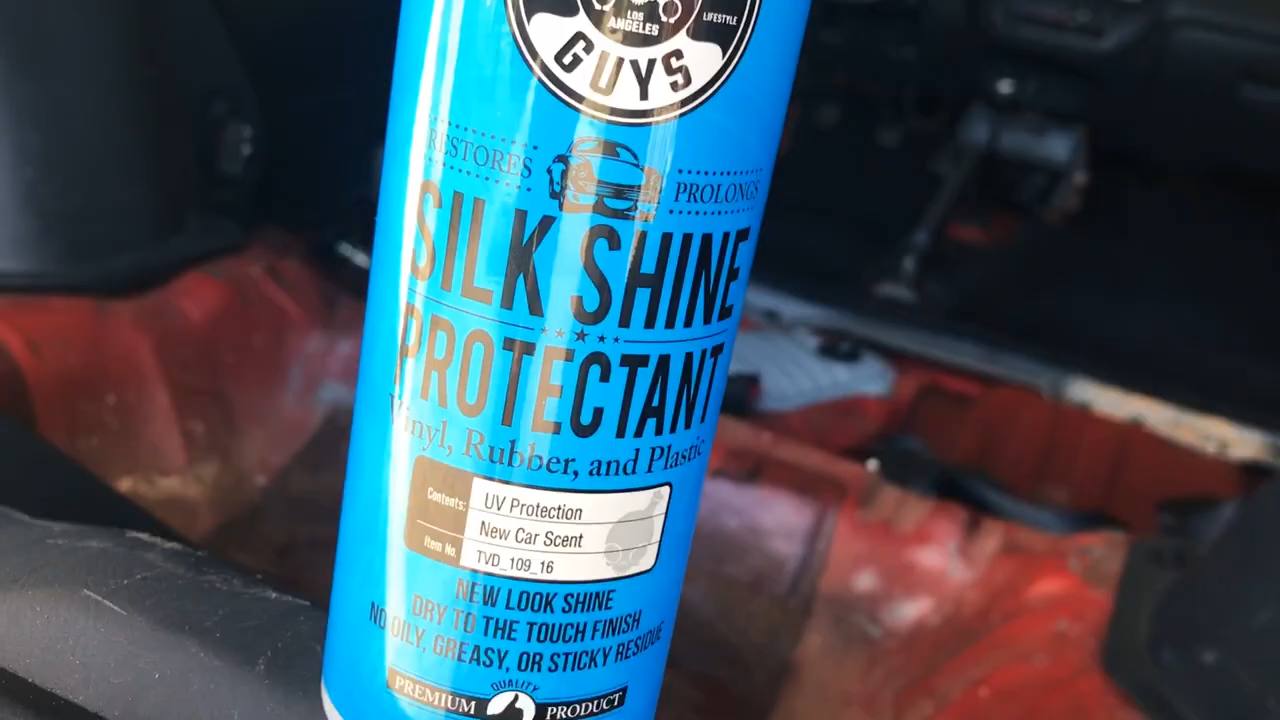 LOS
ANGELES
LIFESTYLE
GUYS
RESTORES
PROLONGS
SILK SHINE
PROTECTANT
Vinyl, Rubber, and Plastic
Contents: UV Protection
New Car Scent
Item No. TVD_109_16
NEW LOOK SHINE
DRY TO THE TOUCH FINISH
NO OILY, GREASY, OR STICKY RESIDUE
QUALITY
PREMIUM PRODUCT